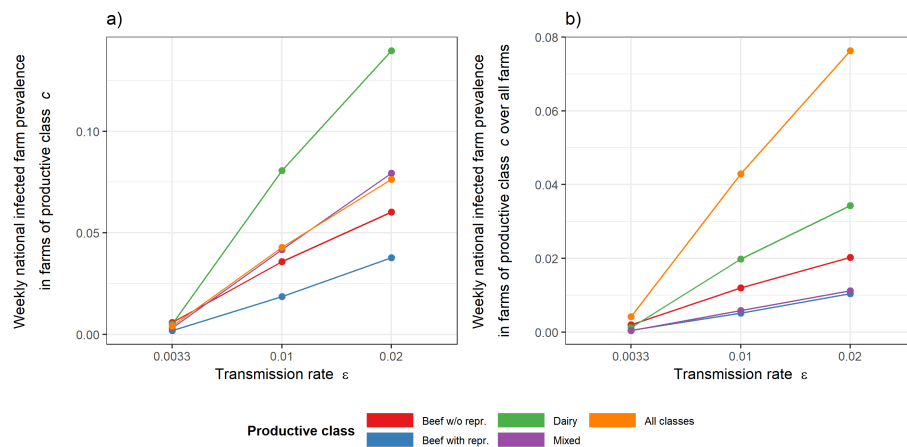 a)
Weekly national infected farm prevalence
in farms of productive class c
0.10
0.05
0.00
0.0033
0.01
0.02
Transmission rate ε
b)
Weekly national infected farm prevalence
in farms of productive class c over all farms
0.08
0.06
0.04
0.02
0.00
0.0033
0.01
0.02
Transmission rate ε
Productive class
Beef w/o repr.
Dairy
All classes
Beef with repr.
Mixed